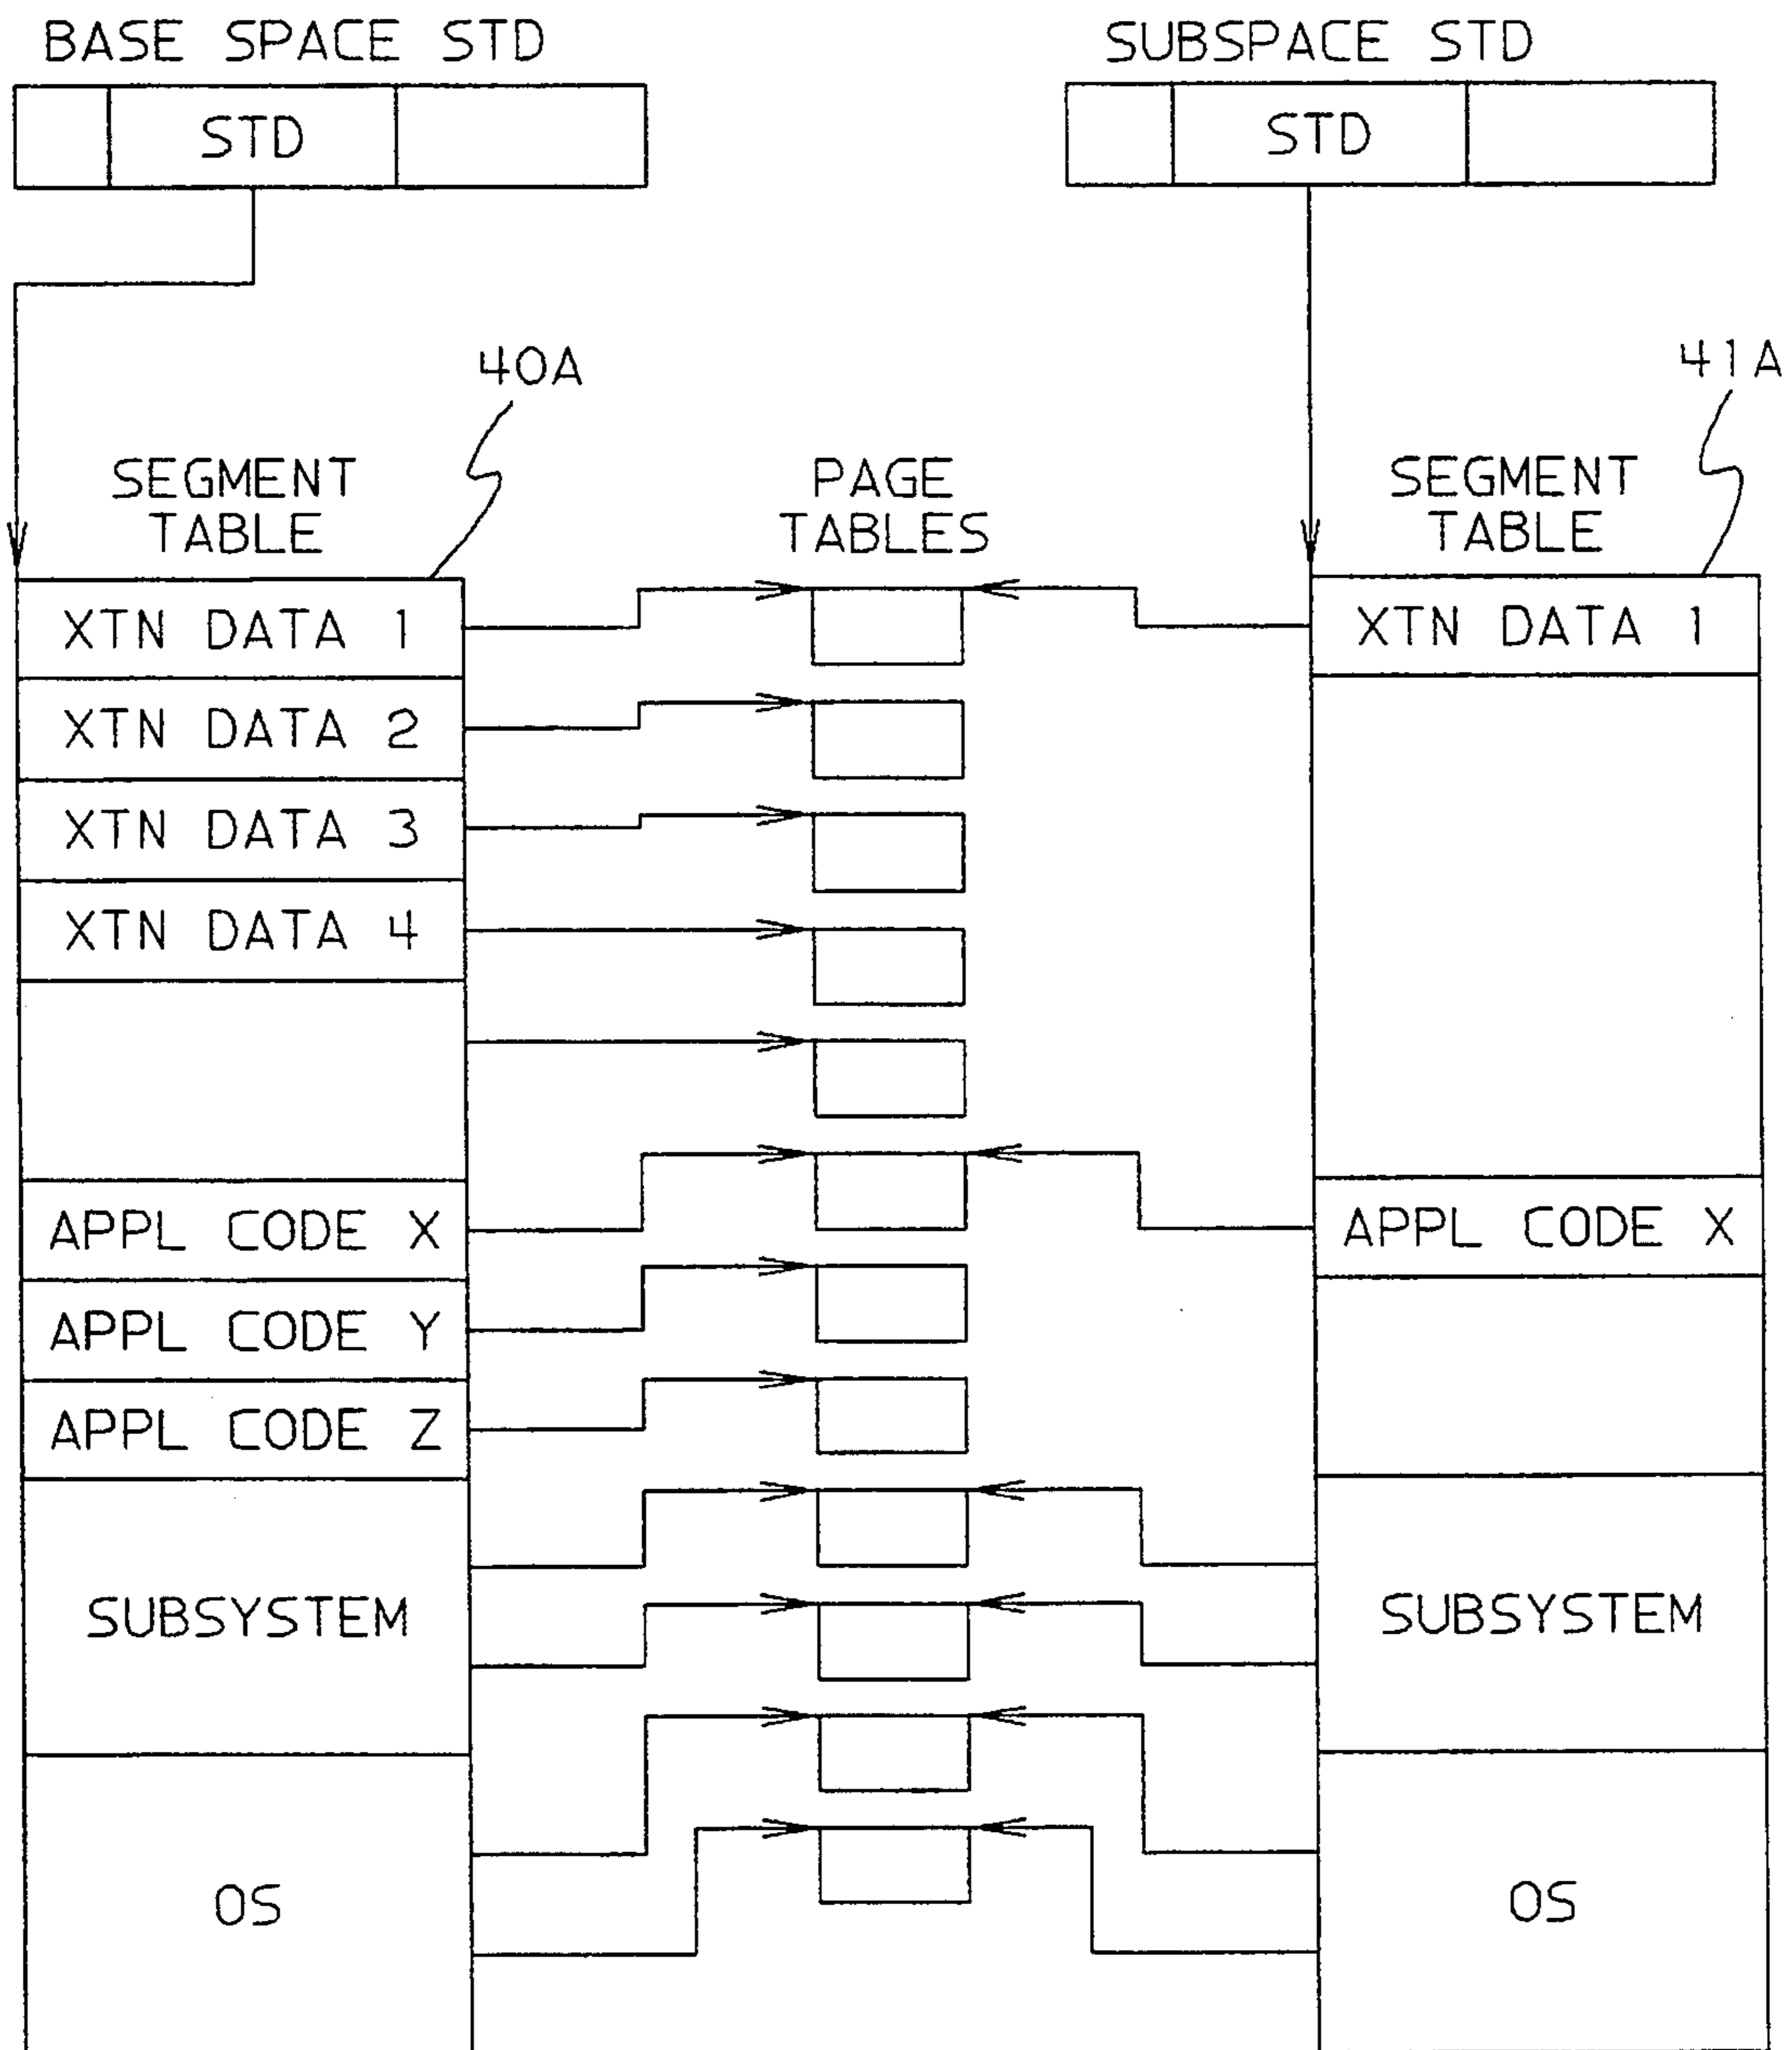 BASE SPACE STD
SUBSPACE STD
STD
STD
40A
41A
SEGMENT
TABLE
PAGE
TABLES
SEGMENT
TABLE
XTN DATA 1
XTN DATA 1
XTN DATA 2
XTN DATA 3
XTN DATA 4
APPL CODE X
APPL CODE X
APPL CODE Y
APPL CODE Z
SUBSYSTEM
SUBSYSTEM
OS
OS